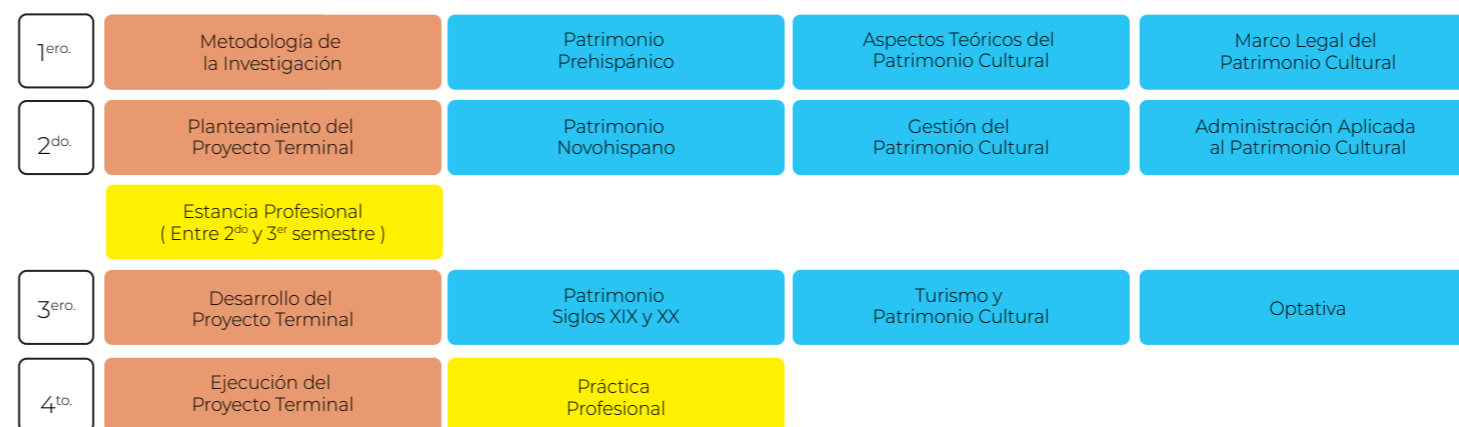 1ero.
Metodología de
la Investigación
Patrimonio
Prehispánico
Aspectos Teóricos del
Patrimonio Cultural
Marco Legal del
Patrimonio Cultural
2do.
Planteamiento del
Proyecto Terminal
Patrimonio
Novohispano
Gestión del
Patrimonio Cultural
Administración Aplicada
al Patrimonio Cultural
Estancia Profesional
( Entre 2do y 3er semestre )
3ero.
Desarrollo del
Proyecto Terminal
Patrimonio
Siglos XIX y XX
Turismo y
Patrimonio Cultural
Optativa
4to.
Ejecución del
Proyecto Terminal
Práctica
Profesional